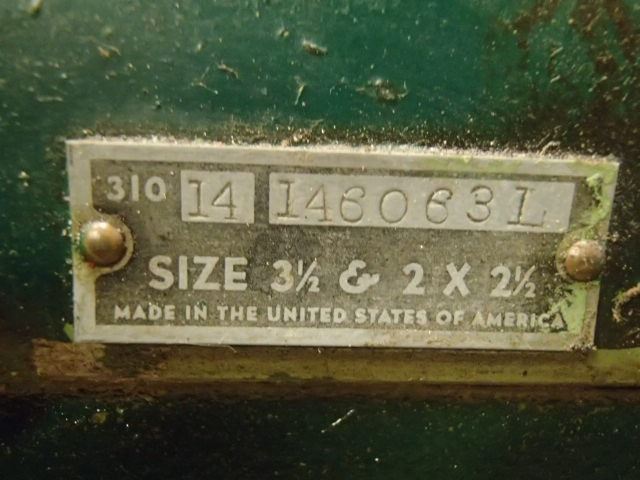 310 14 146063L
SIZE 3½ & 2 X 2½
MADE IN THE UNITED STATES OF AMERICA